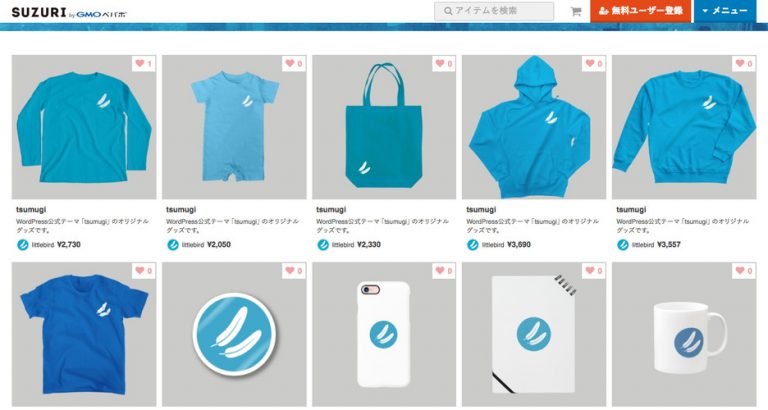 SUZURI by GMOペパボ
アイテムを検索
無料ユーザー登録
メニュー
1
0
0
0
0
tsumugi
WordPress公式テーマ「tsumugi」のオリジナル
グッズです。
littlebird ¥2,730
tsumugi
WordPress公式テーマ「tsumugi」のオリジナル
グッズです。
littlebird ¥2,050
tsumugi
WordPress公式テーマ「tsumugi」のオリジナル
グッズです。
littlebird ¥2,330
tsumugi
WordPress公式テーマ「tsumugi」のオリジナル
グッズです。
littlebird ¥3,690
tsumugi
WordPress公式テーマ「tsumugi」のオリジナル
グッズです。
littlebird ¥3,557
0
0
0
0
0